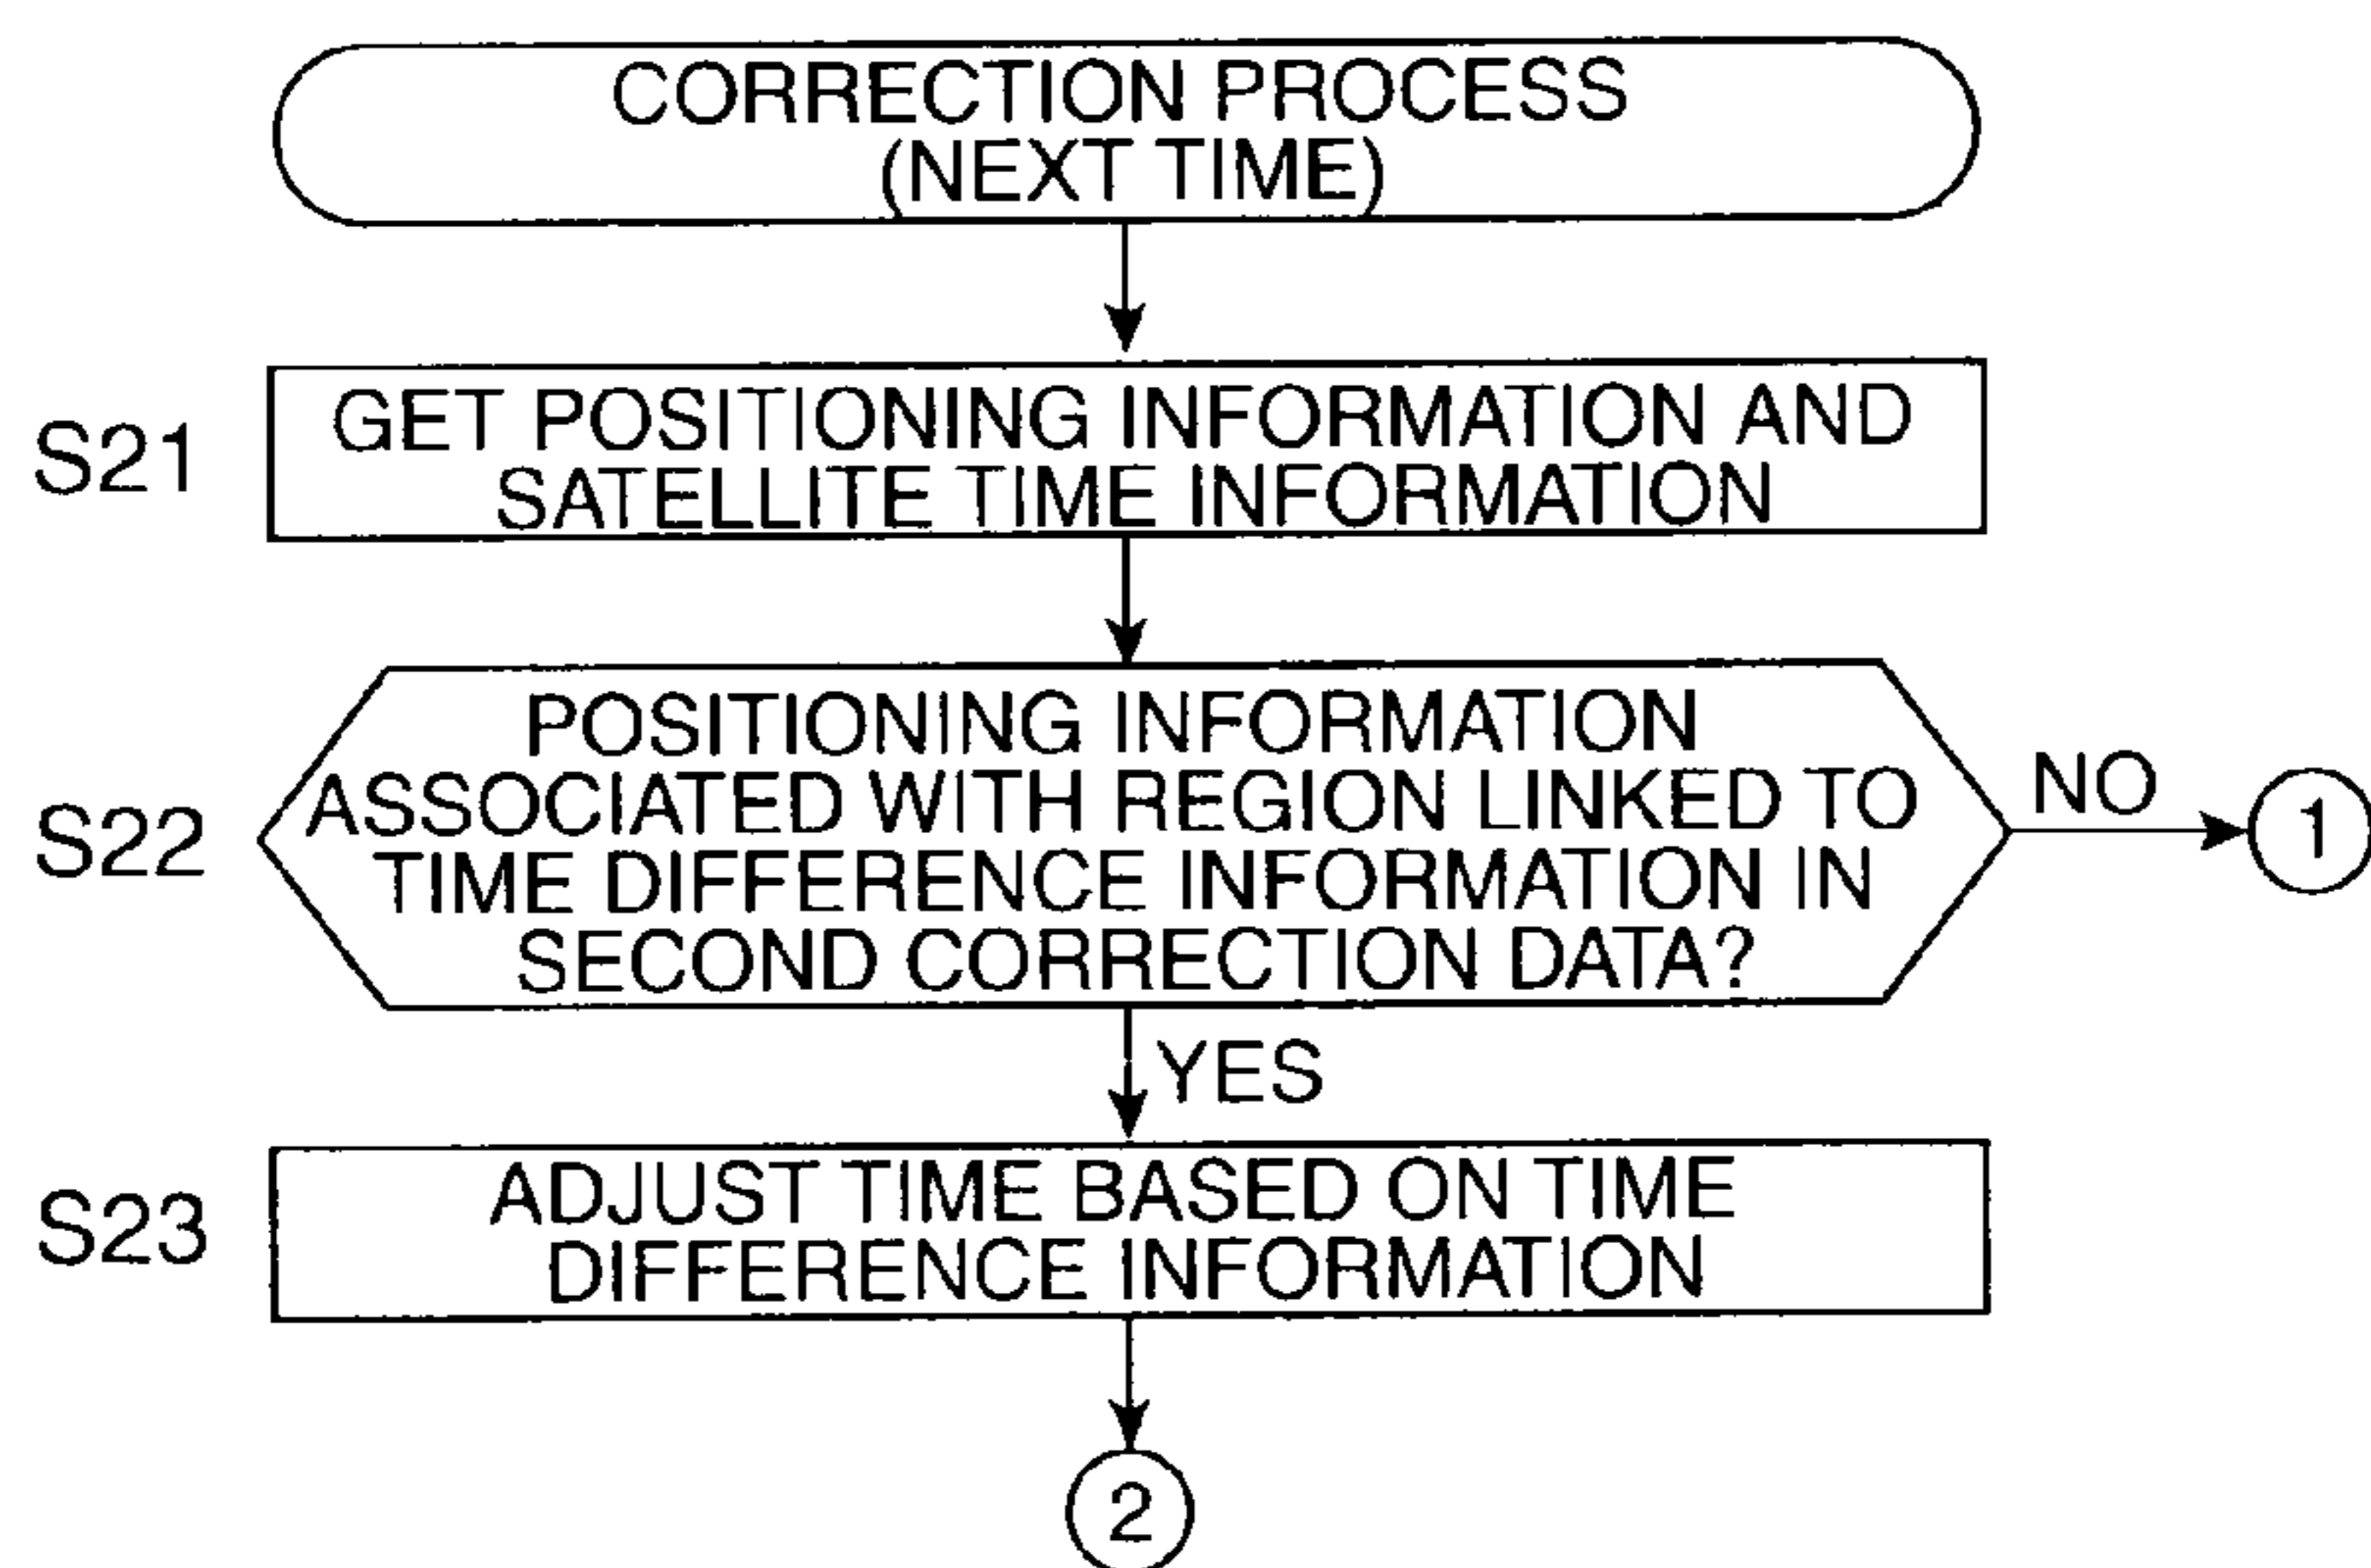 CORRECTION PROCESS
(NEXT TIME)
S21
GET POSITIONING INFORMATION AND
SATELLITE TIME INFORMATION
S22
POSITIONING INFORMATION
ASSOCIATED WITH REGION LINKED TO
TIME DIFFERENCE INFORMATION IN
SECOND CORRECTION DATA?
NO
1
YES
S23
ADJUST TIME BASED ON TIME
DIFFERENCE INFORMATION
2